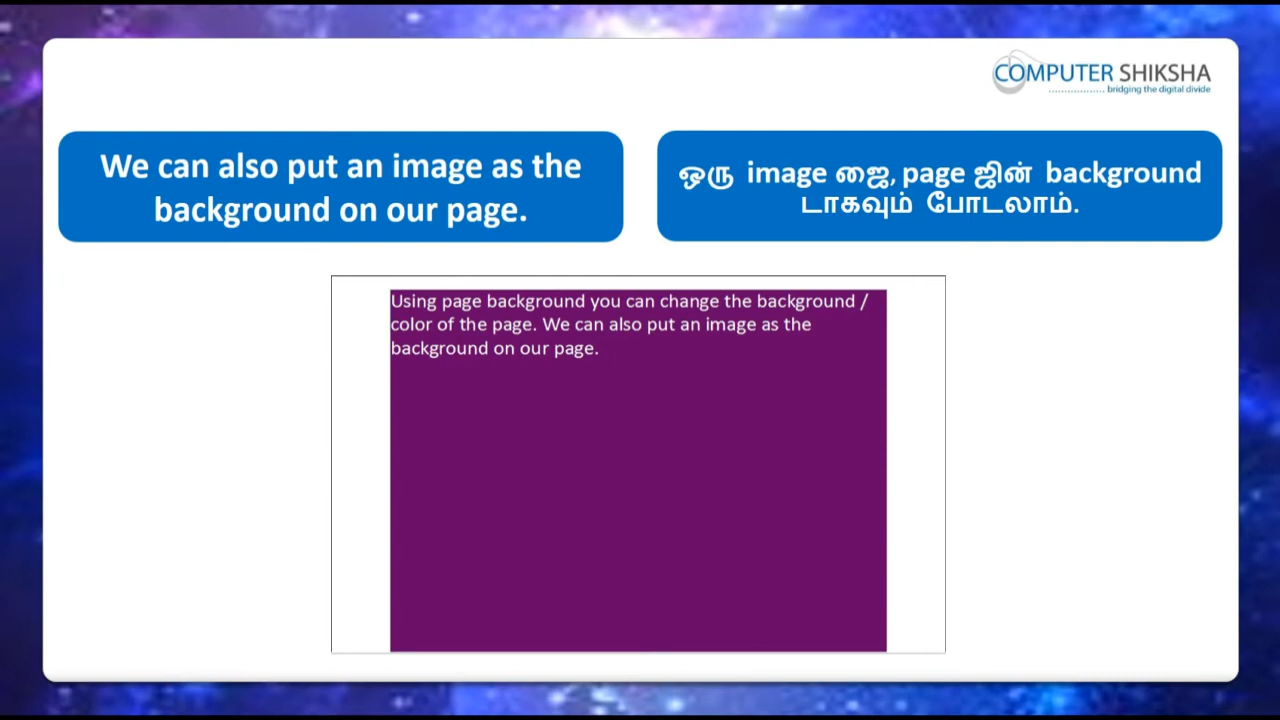 COMPUTER SHIKSHA
.................. bridging the digital divide
We can also put an image as the
background on our page.
ஒரு image ஜை, page ஜின் background
டாகவும் போடலாம்.
Using page background you can change the background /
color of the page. We can also put an image as the
background on our page.